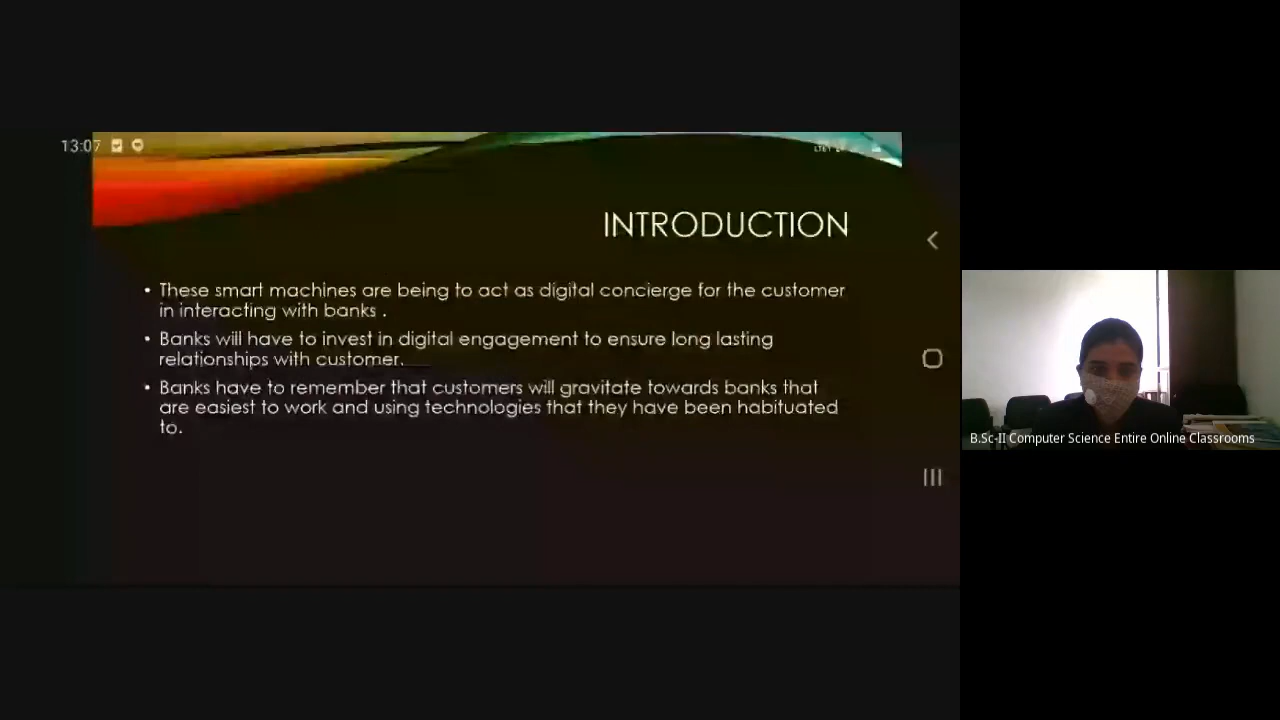 13:07
INTRODUCTION
• These smart machines are being to act as digital concierge for the customer
in interacting with banks .
• Banks will have to invest in digital engagement to ensure long lasting
relationships with customer.
• Banks have to remember that customers will gravitate towards banks that
are easiest to work and using technologies that they have been habituated
to.
B.Sc-II Computer Science Entire Online Classrooms